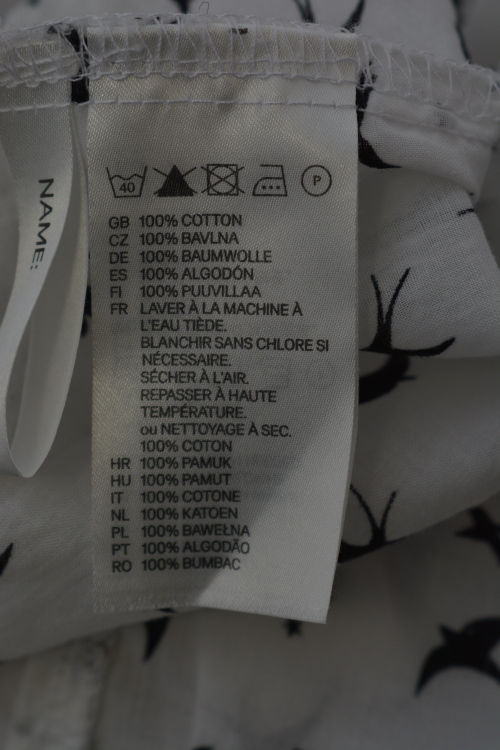 NAME:
40 P
GB 100% COTTON
CZ 100% BAVLNA
DE 100% BAUMWOLLE
ES 100% ALGODÓN
FI 100% PUUVILLAA
FR LAVER À LA MACHINE À
L'EAU TIÈDE.
BLANCHIR SANS CHLORE SI
NÉCESSAIRE.
SÉCHER À L'AIR.
REPASSER À HAUTE
TEMPÉRATURE.
ou NETTOYAGE À SEC.
100% COTON
HR 100% PAMUK
HU 100% PAMUT
IT 100% COTONE
NL 100% KATOEN
PL 100% BAWEŁNA
PT 100% ALGODÃO
RO 100% BUMBAC